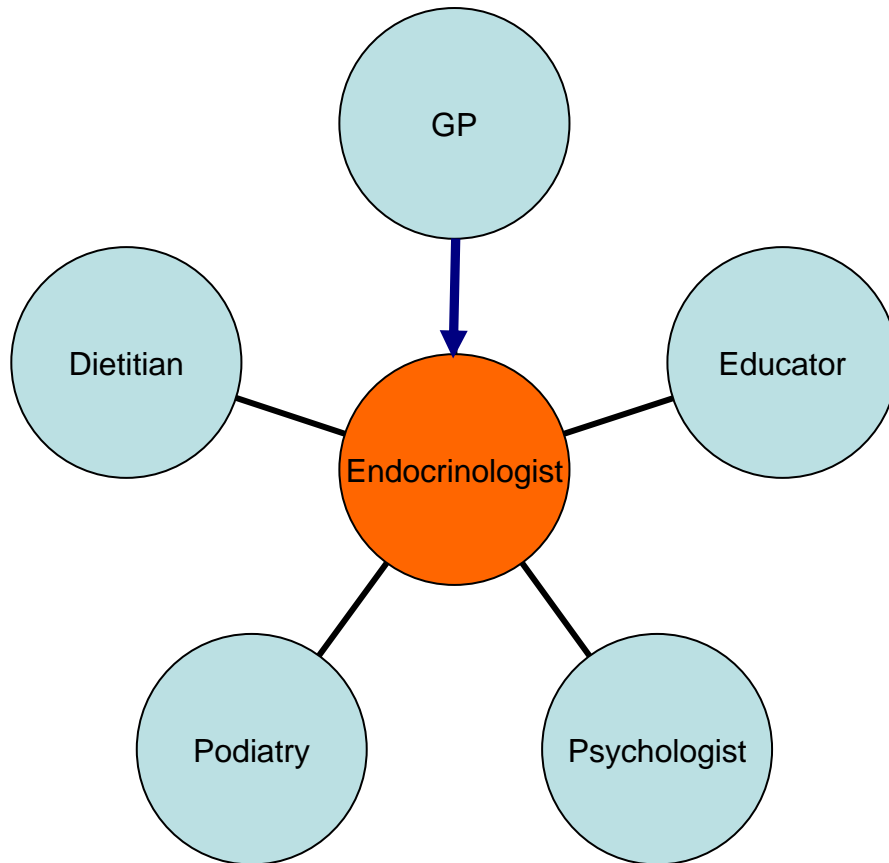 GP
Dietitian
Educator
Endocrinologist
Podiatry
Psychologist